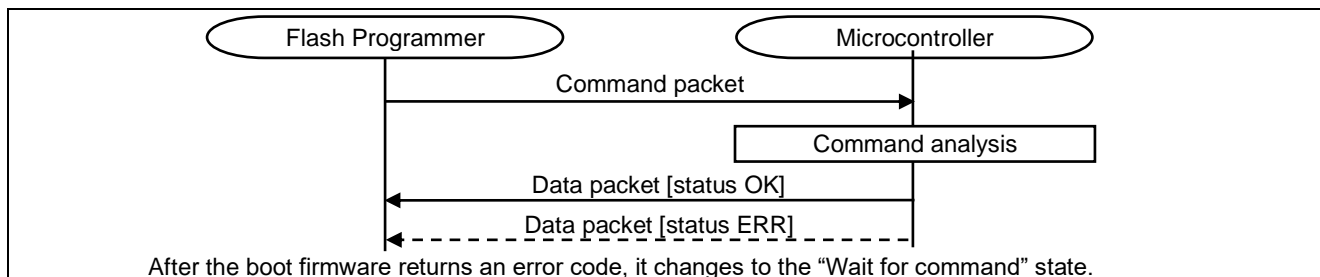 Flash Programmer
Microcontroller
Command packet
Command analysis
Data packet [status OK]
Data packet [status ERR]
After the boot firmware returns an error code, it changes to the “Wait for command” state.